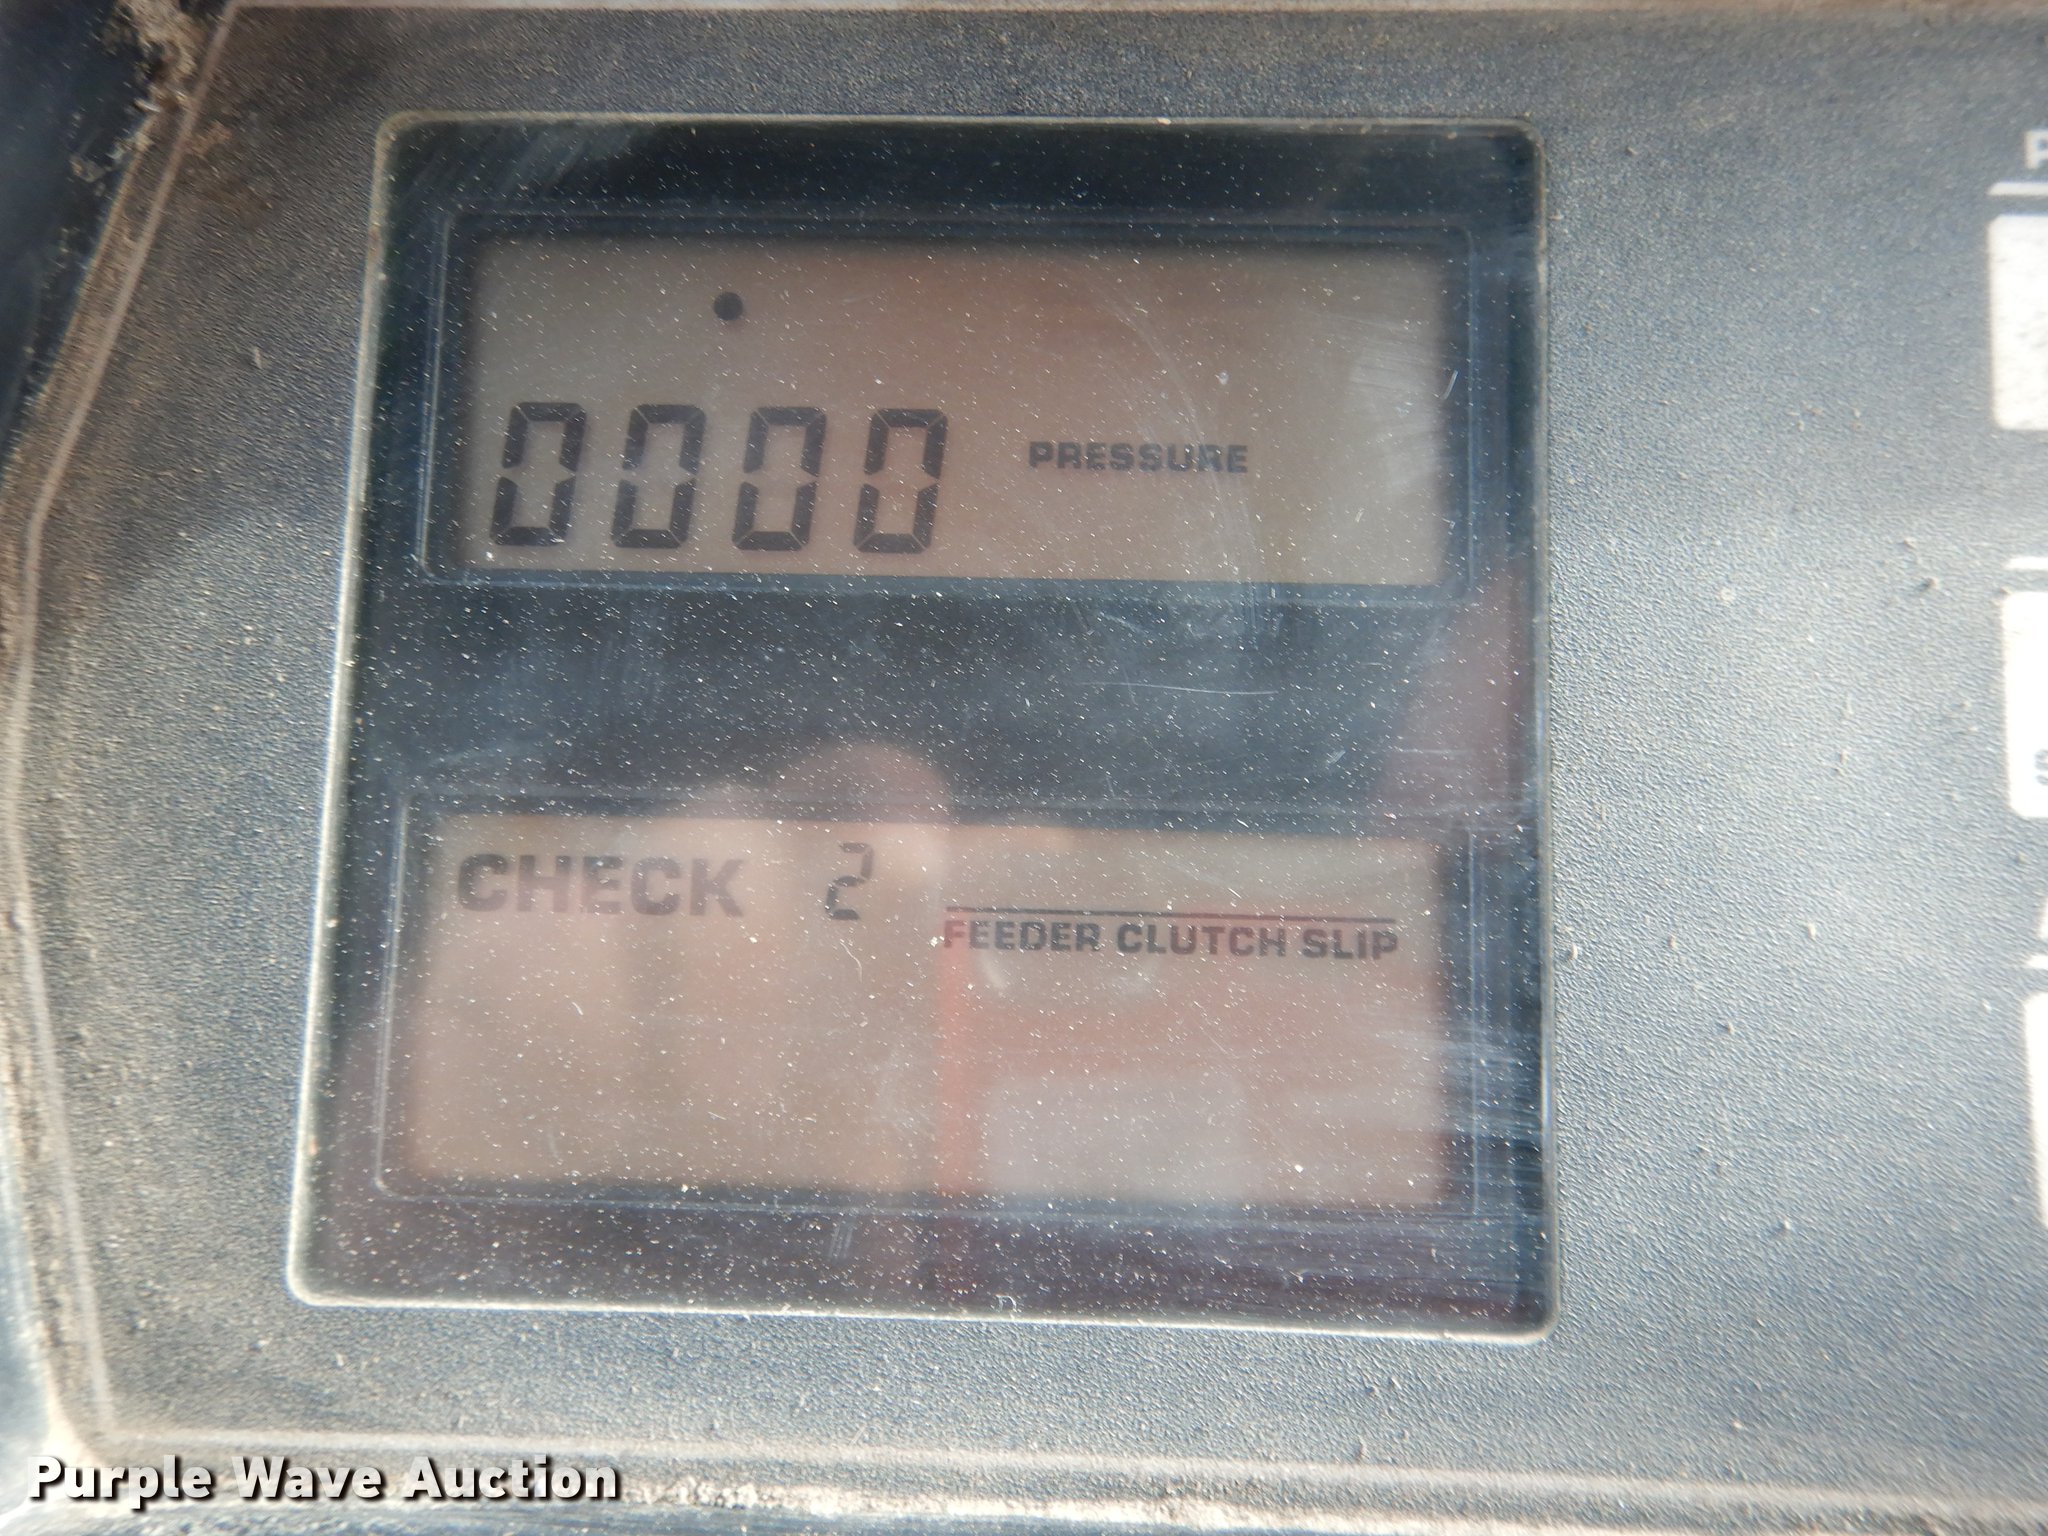 0000 PRESSURE
CHECK 2
FEEDER CLUTCH SLIP
Purple Wave Auction